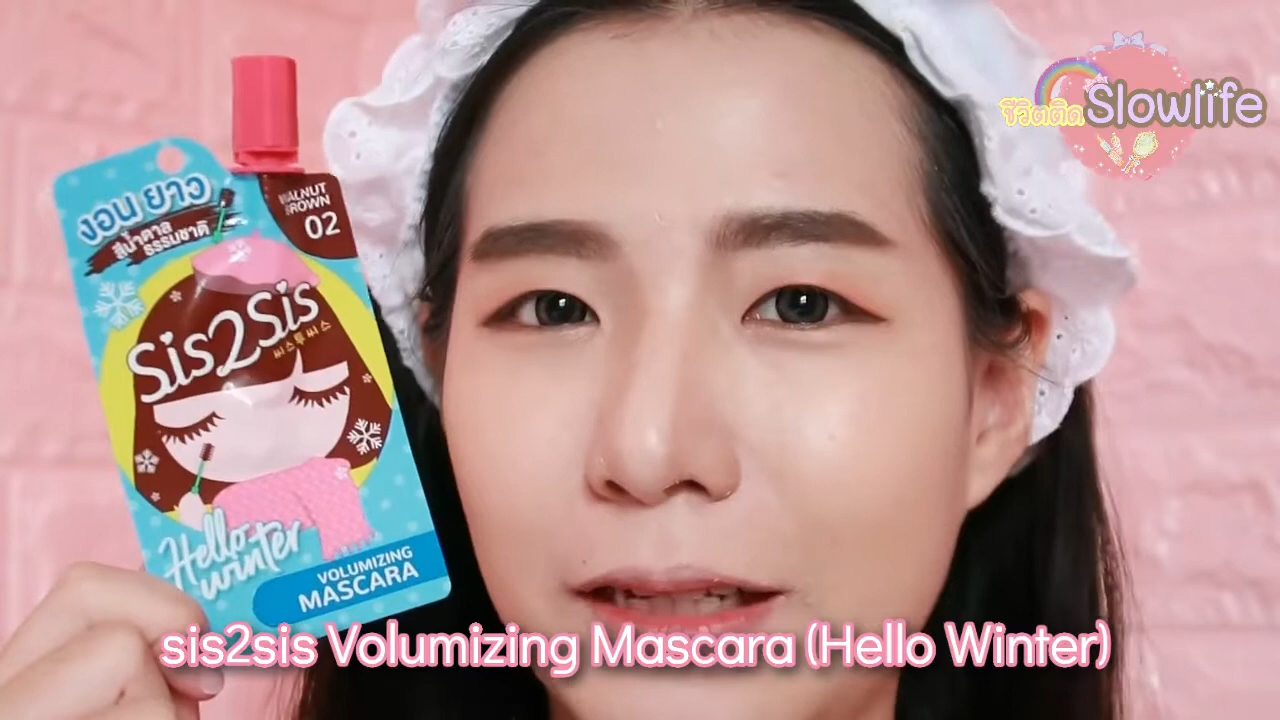 ชีวิตติด Slowlife
งอน ยาว
สีน้ำตาล
ธรรมชาติ
WALNUT
BROWN
02
Sis2Sis
씨스투씨스
Hello
winter
VOLUMIZING
MASCARA
sis2sis Volumizing Mascara (Hello Winter)